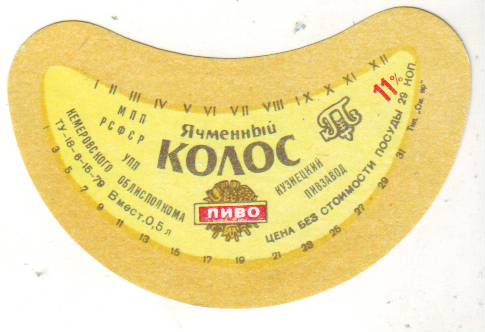 I II III IV V VI VII VIII IX X XI XII
11%
МПП
РСФСР
УПП
КЕМЕРОВСКОГО ОБЛИСПОЛКОМА
ТУ-18-6-15-79 Вмест. 0,5 л
Ячменный
КОЛОС
ПИВО
КУЗНЕЦКИЙ
ПИВЗАВОД
ЦЕНА БЕЗ СТОИМОСТИ ПОСУДЫ 29 КОП
1 3 5 7 9 11 13 15 17 19 21 23 25 27 29 31